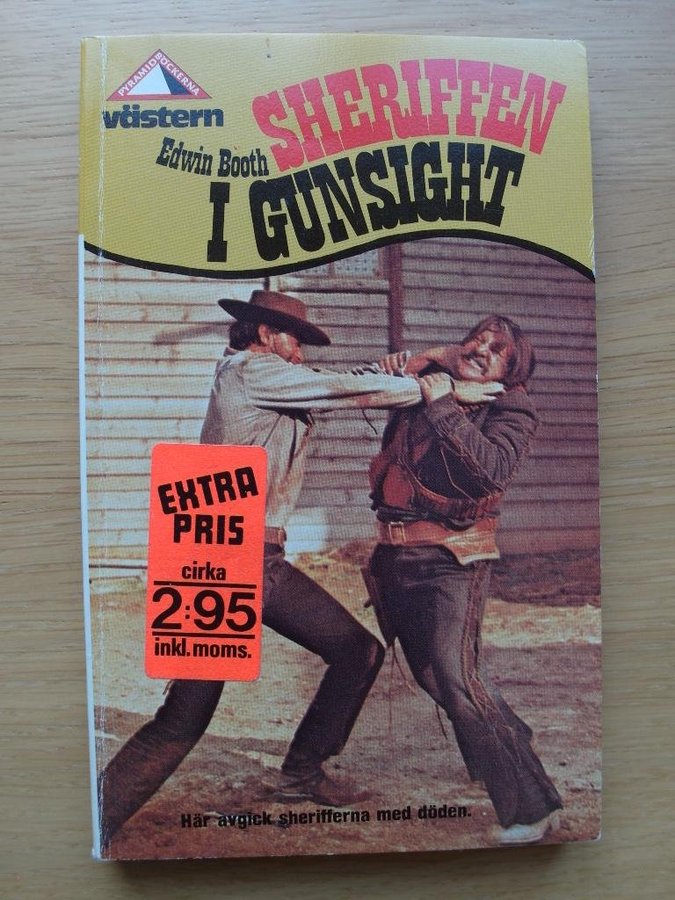 PYRAMIDBÖCKERNA
västern
Edwin Booth
SHERIFFEN
I GUNSIGHT
EXTRA
PRIS
cirka
2:95
inkl. moms.
Här avgick sherifferna med döden.